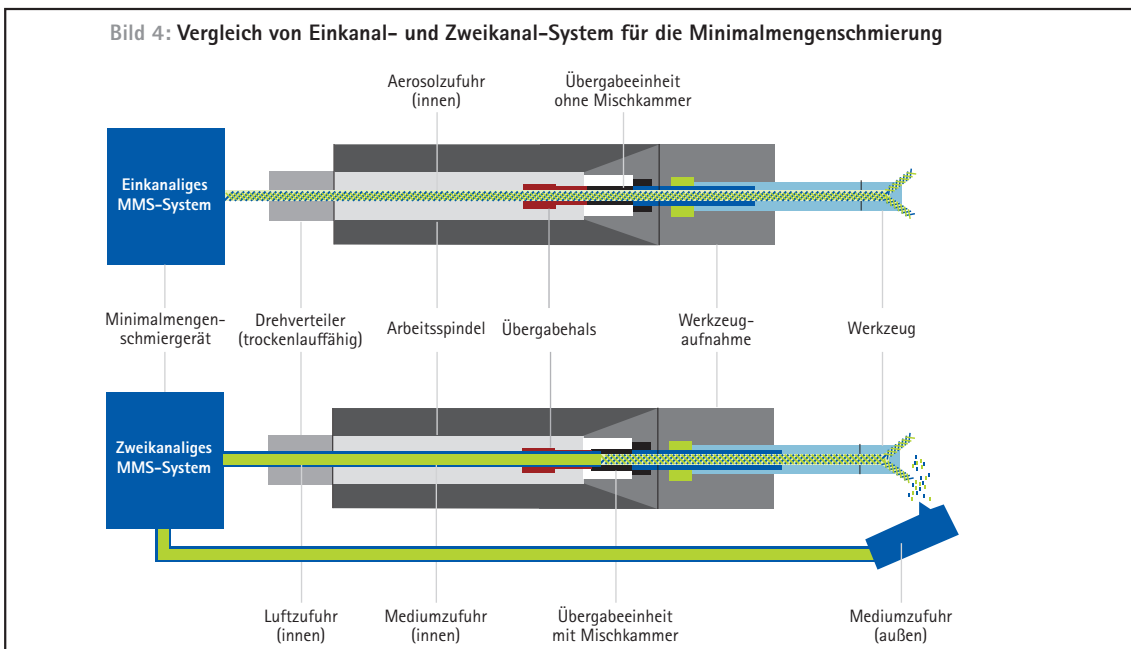 Bild 4: Vergleich von Einkanal- und Zweikanal-System für die Minimalmengenschmierung
Aerosolzufuhr
(innen)
Übergabeeinheit
ohne Mischkammer
Einkanaliges
MMS-System
Minimalmengen-
schmiergerät
Drehverteiler
(trockenlauffähig)
Arbeitsspindel
Übergabehals
Werkzeug-
aufnahme
Werkzeug
Zweikanaliges
MMS-System
Luftzufuhr
(innen)
Mediumzufuhr
(innen)
Übergabeeinheit
mit Mischkammer
Mediumzufuhr
(außen)